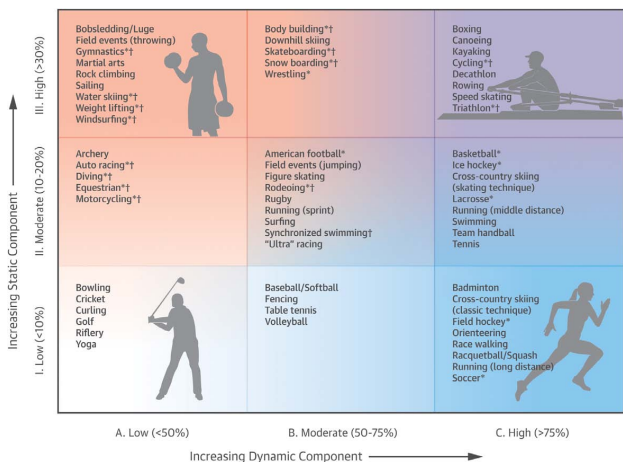 Increasing Static Component
III. High (>30%)
Bobsledding/Luge
Field events (throwing)
Gymnastics*†
Martial arts
Rock climbing
Sailing
Water skiing*†
Weight lifting*†
Windsurfing*†
Body building*†
Downhill skiing
Skateboarding*†
Snow boarding*†
Wrestling*
Boxing
Canoeing
Kayaking
Cycling*†
Decathlon
Rowing
Speed skating
Triathlon*†
II. Moderate (10-20%)
Archery
Auto racing*†
Diving*†
Equestrian*†
Motorcycling*†
American football*
Field events (jumping)
Figure skating
Rodeoing*†
Rugby
Running (sprint)
Surfing
Synchronized swimming†
"Ultra" racing
Basketball*
Ice hockey*
Cross-country skiing
(skating technique)
Lacrosse*
Running (middle distance)
Swimming
Team handball
Tennis
I. Low (<10%)
Bowling
Cricket
Curling
Golf
Riflery
Yoga
Baseball/Softball
Fencing
Table tennis
Volleyball
Badminton
Cross-country skiing
(classic technique)
Field hockey*
Orienteering
Race walking
Racquetball/Squash
Running (long distance)
Soccer*
A. Low (<50%)
B. Moderate (50-75%)
C. High (>75%)
Increasing Dynamic Component